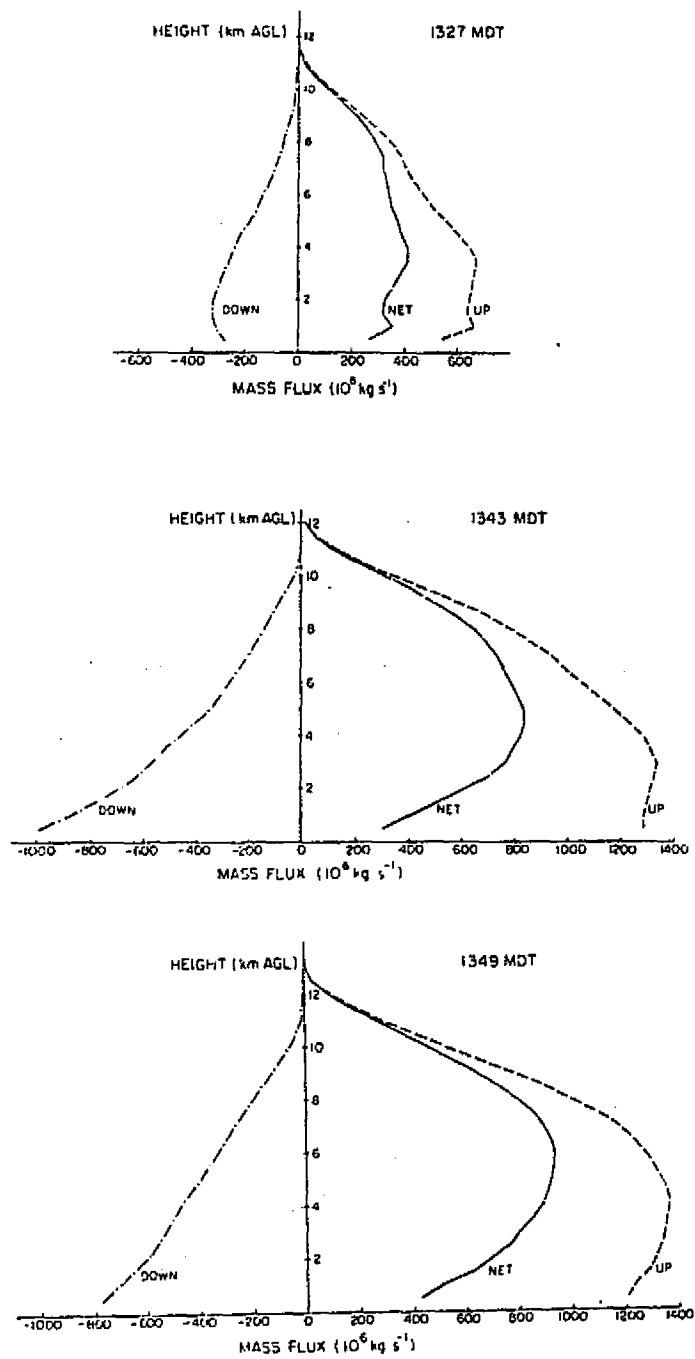 HEIGHT (km AGL) 1327 MDT
12
10
8
6
4
2
DOWN NET UP
-600 -400 -200 0 200 400 600
MASS FLUX (10⁶ kg s⁻¹)
HEIGHT (km AGL) 1343 MDT
12
10
8
6
4
2
DOWN NET UP
-1000 -800 -600 -400 -200 0 200 400 600 800 1000 1200 1400
MASS FLUX (10⁶ kg s⁻¹)
HEIGHT (km AGL) 1349 MDT
12
10
8
6
4
2
DOWN NET UP
-1000 -800 -600 -400 -200 0 200 400 600 800 1000 1200 1400
MASS FLUX (10⁶ kg s⁻¹)